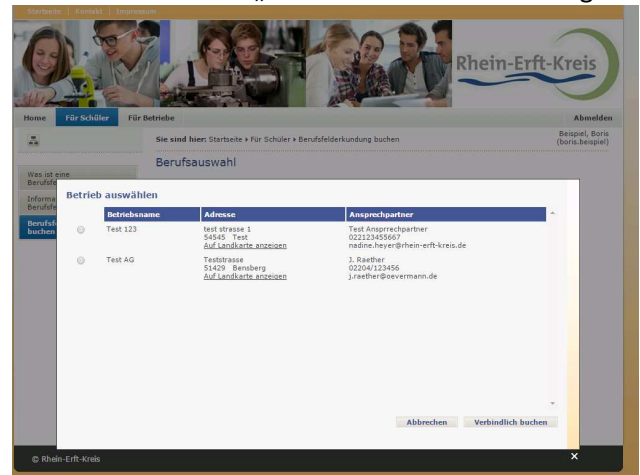 Startseite | Kontakt | Impressum
Rhein-Erft-Kreis
Home Für Schüler Für Betriebe Abmelden
Sie sind hier: Startseite ▸ Für Schüler ▸ Berufsfelderkundung buchen
Beispiel, Boris
(boris.beispiel)
Berufsauswahl
Was ist eine
Berufsfe
Informa
Berufsfe
Berufsf
buchen
Betrieb auswählen
Betriebsname Adresse Ansprechpartner
Test 123 test strasse 1 Test Ansprrechpartner
54545 Test 022123455667
Auf Landkarte anzeigen nadine.heyer@rhein-erft-kreis.de
Test AG Teststrasse J. Raether
51429 Bensberg 02204/123456
Auf Landkarte anzeigen j.raether@oevermann.de
Abbrechen Verbindlich buchen
© Rhein-Erft-Kreis